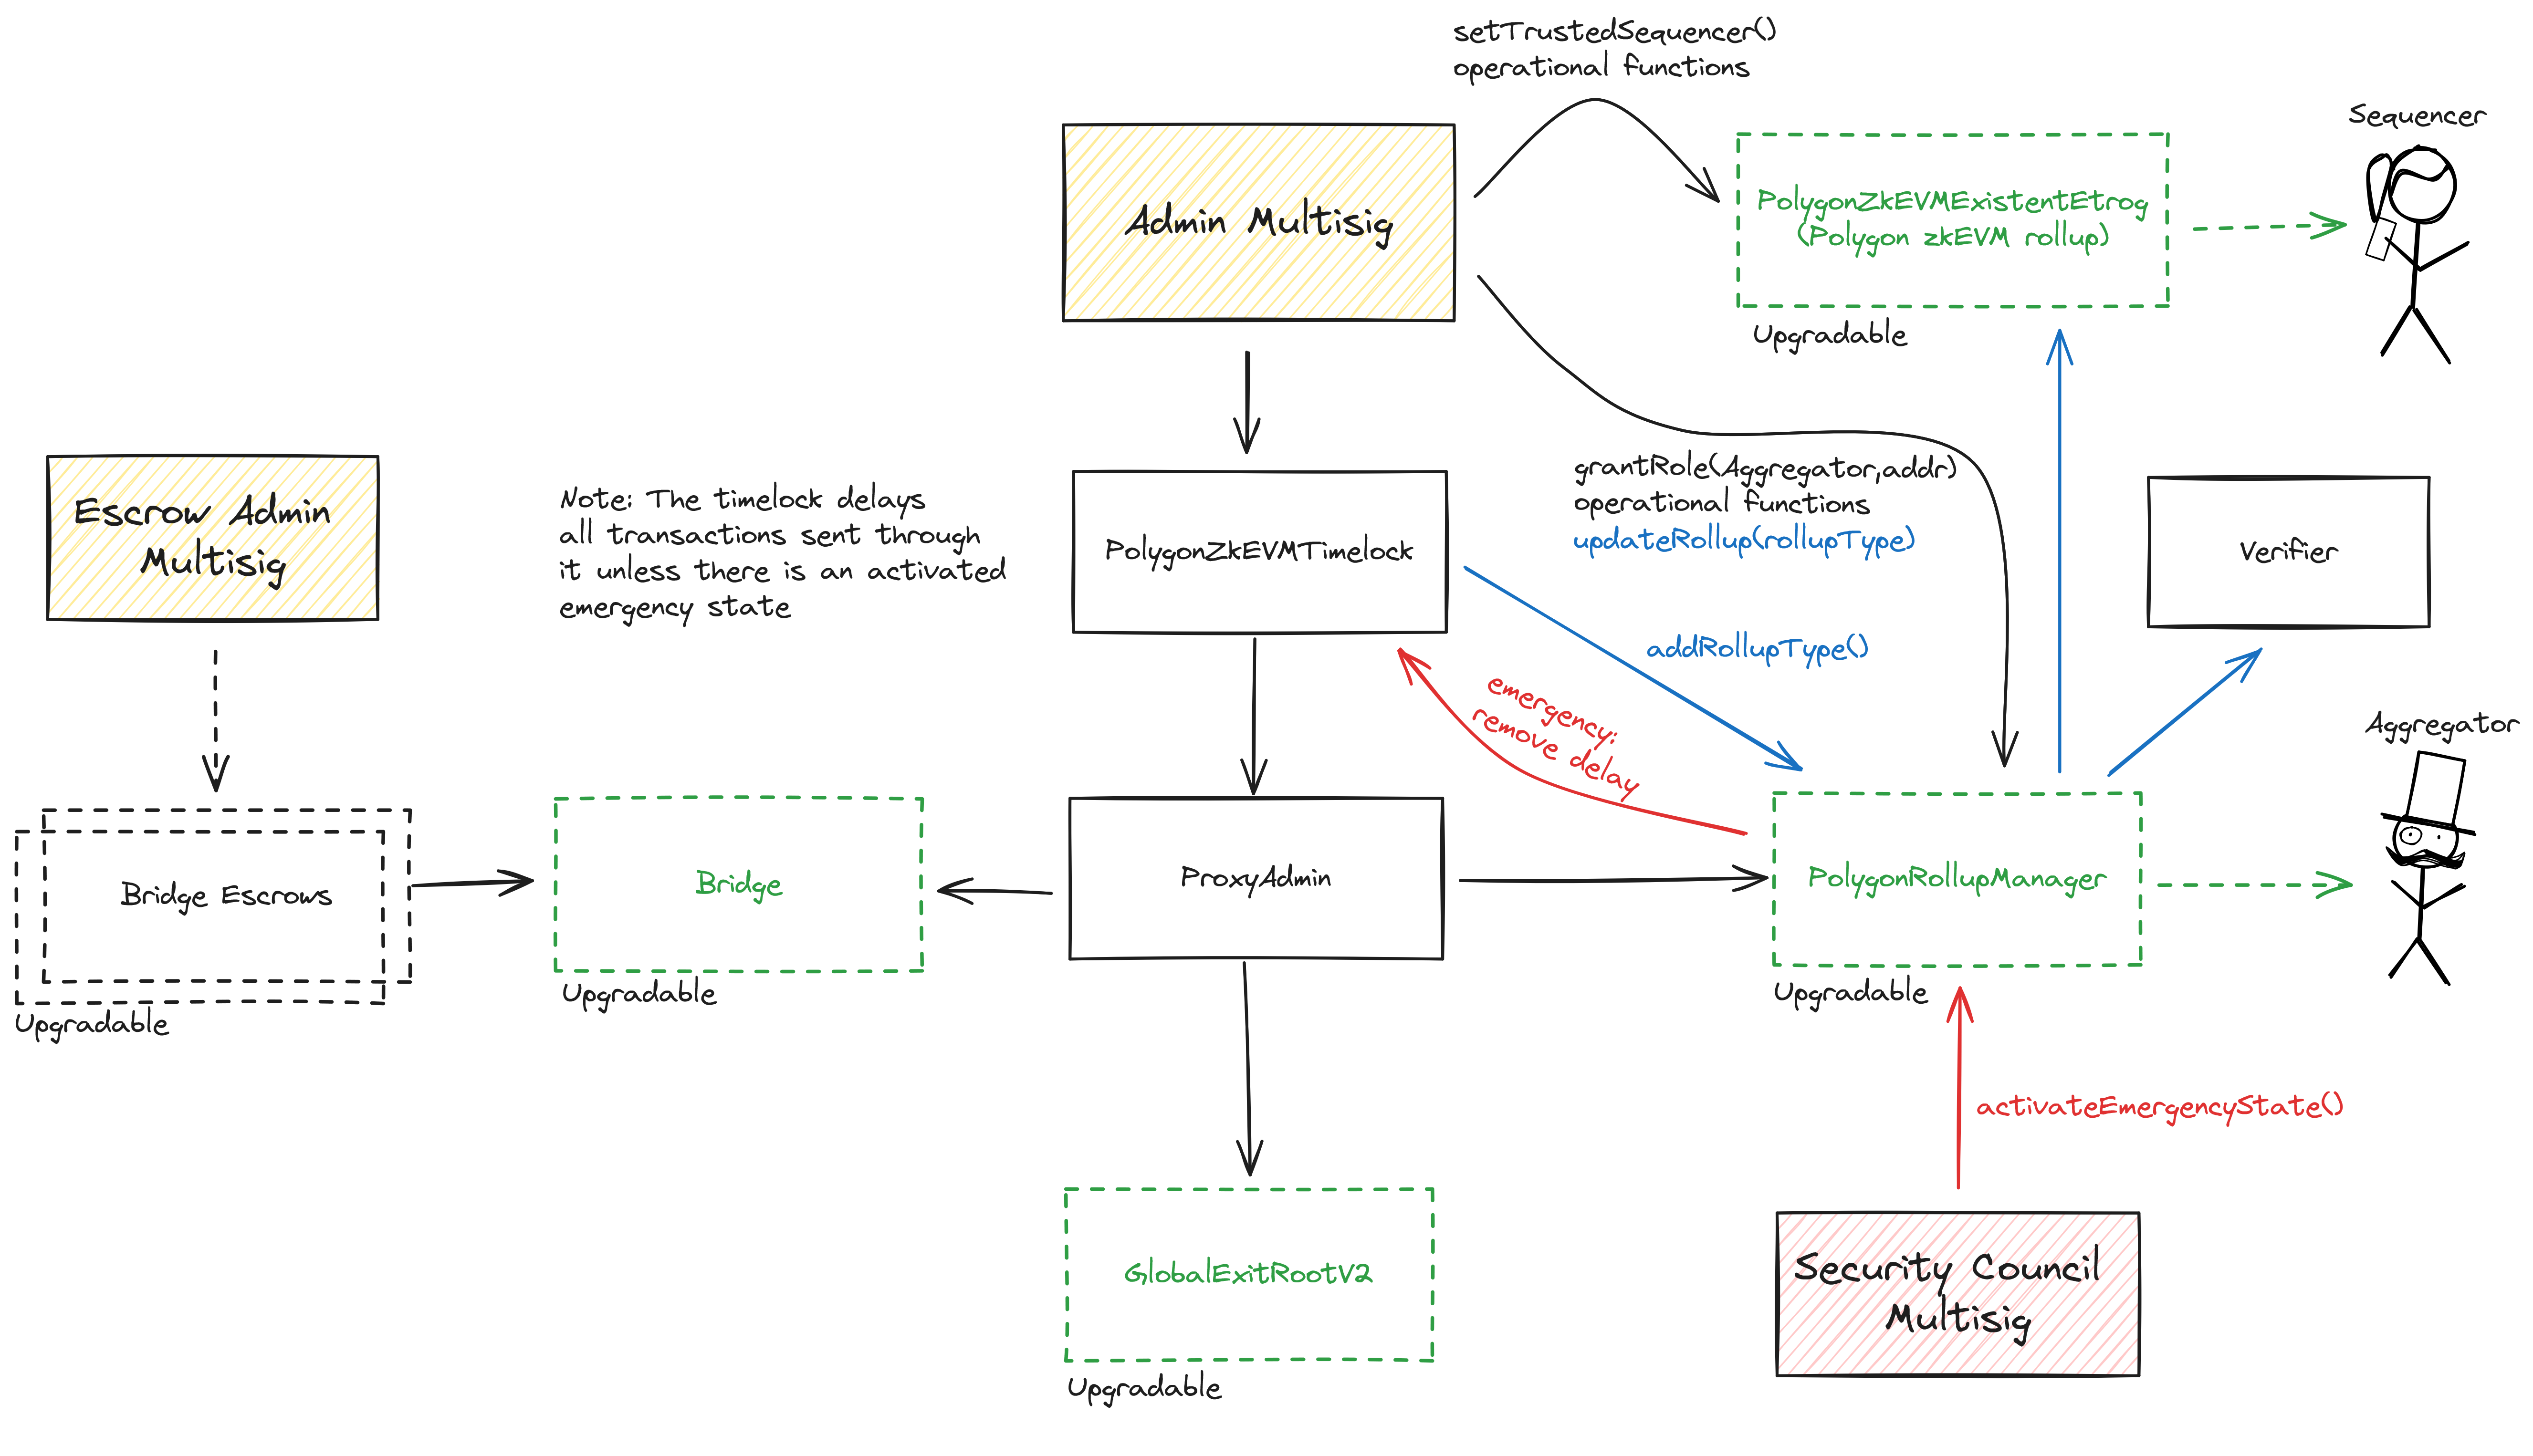 setTrustedSequencer()
operational functions
Sequencer
Admin Multisig
PolygonZkEVMExistentEtrog
(Polygon zkEVM rollup)
Upgradable
Escrow Admin
Multisig
Note: The timelock delays
all transactions sent through
it unless there is an activated
emergency state
PolygonZkEVMTimelock
grantRole(Aggregator,addr)
operational functions
updateRollup(rollupType)
Verifier
addRollupType()
emergency:
remove delay
Aggregator
Bridge Escrows
Upgradable
Bridge
Upgradable
ProxyAdmin
PolygonRollupManager
Upgradable
activateEmergencyState()
GlobalExitRootV2
Upgradable
Security Council
Multisig